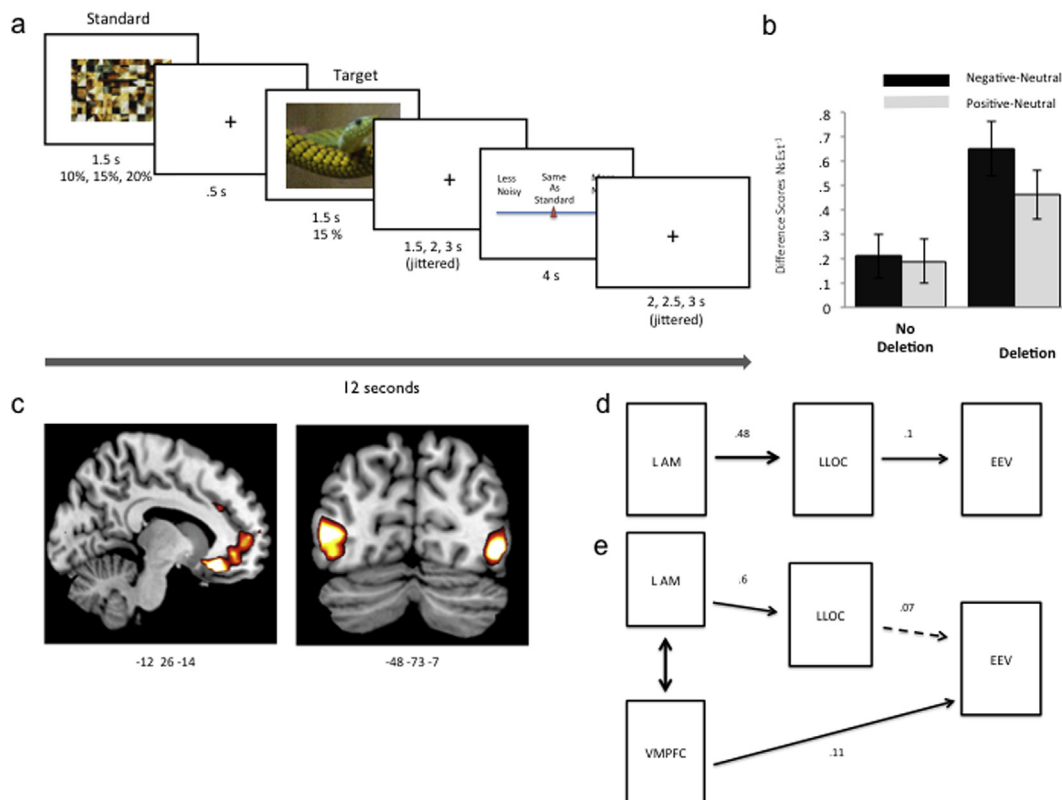 a
Standard
1.5 s
10%, 15%, 20%
+
.5 s
Target
1.5 s
15 %
+
1.5, 2, 3 s
(jittered)
Less
Noisy
Same
As
Standard
4 s
+
2, 2.5, 3 s
(jittered)
12 seconds
b
Negative-Neutral
Positive-Neutral
Difference Scores NsEst⁻¹
.8
.7
.6
.5
.4
.3
.2
.1
0
No
Deletion
Deletion
c
-12 26 -14
-48 -73 -7
d
L AM
.48
LLOC
.1
EEV
e
L AM
.6
LLOC
.07
EEV
VMPFC
.11